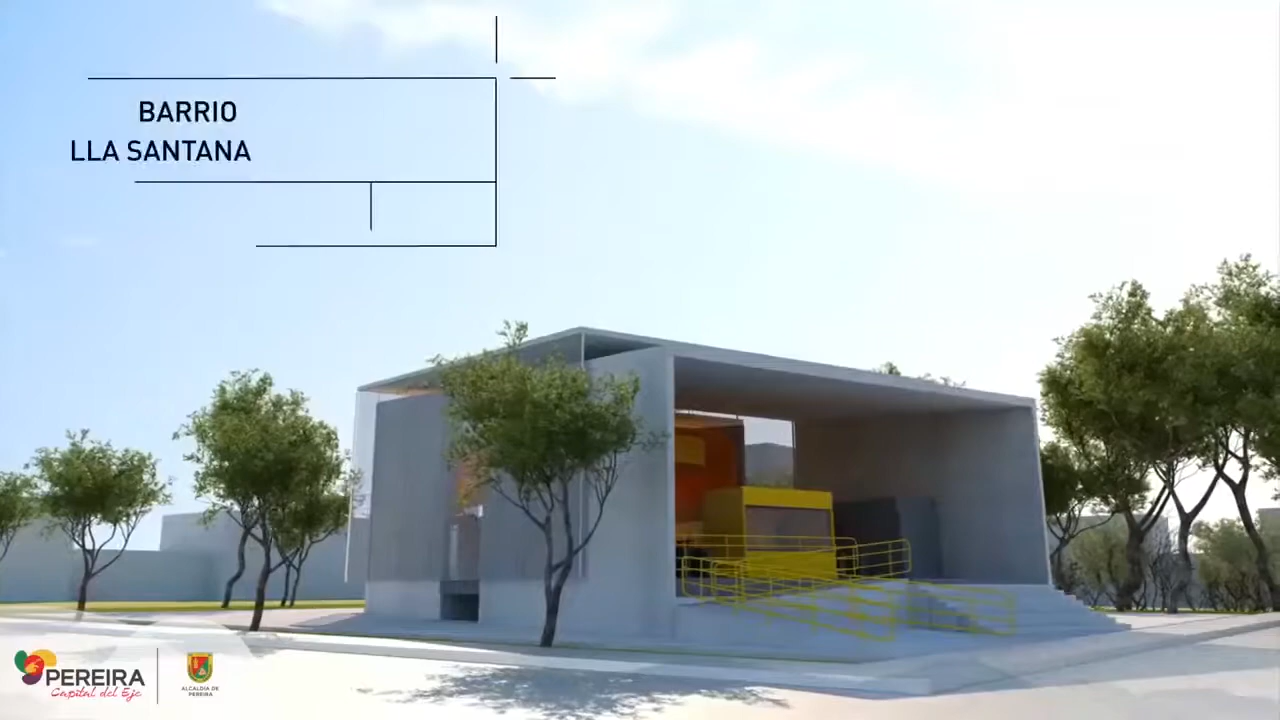 BARRIO
LLA SANTANA
PEREIRA
Capital del Eje
ALCALDÍA DE
PEREIRA